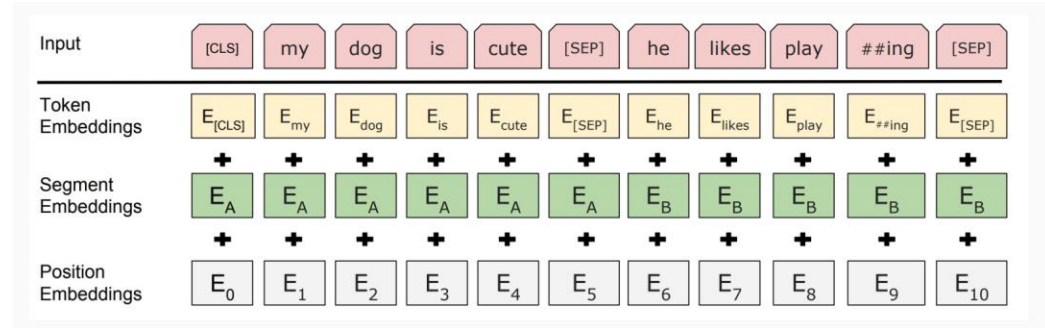 Input [CLS] my dog is cute [SEP] he likes play ##ing [SEP]
Token
Embeddings E[CLS] Emy Edog Eis Ecute E[SEP] Ehe Elikes Eplay E##ing E[SEP]
+ + + + + + + + + + +
Segment
Embeddings EA EA EA EA EA EA EB EB EB EB EB
+ + + + + + + + + + +
Position
Embeddings E0 E1 E2 E3 E4 E5 E6 E7 E8 E9 E10